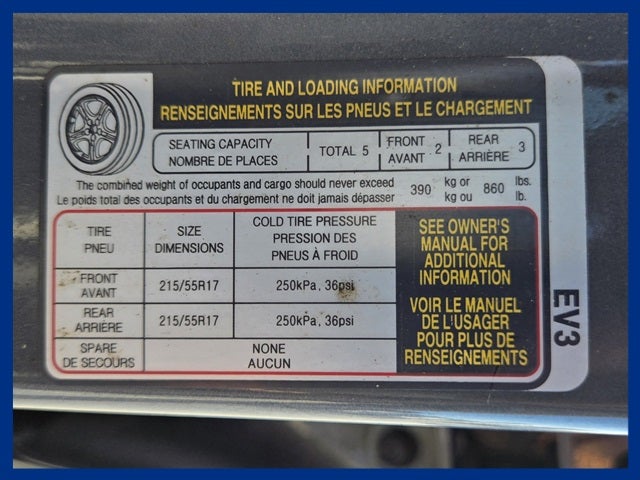 TIRE AND LOADING INFORMATION
RENSEIGNEMENTS SUR LES PNEUS ET LE CHARGEMENT
SEATING CAPACITY
NOMBRE DE PLACES
TOTAL 5
FRONT
AVANT 2
REAR
ARRIÈRE 3
The combined weight of occupants and cargo should never exceed 390 kg or 860 lbs.
Le poids total des occupants et du chargement ne doit jamais dépasser kg ou lb.
TIRE
PNEU
SIZE
DIMENSIONS
COLD TIRE PRESSURE
PRESSION DES
PNEUS À FROID
FRONT
AVANT
215/55R17
250kPa, 36psi
REAR
ARRIÈRE
215/55R17
250kPa, 36psi
SPARE
DE SECOURS
NONE
AUCUN
SEE OWNER'S
MANUAL FOR
ADDITIONAL
INFORMATION
VOIR LE MANUEL
DE L'USAGER
POUR PLUS DE
RENSEIGNEMENTS
EV3